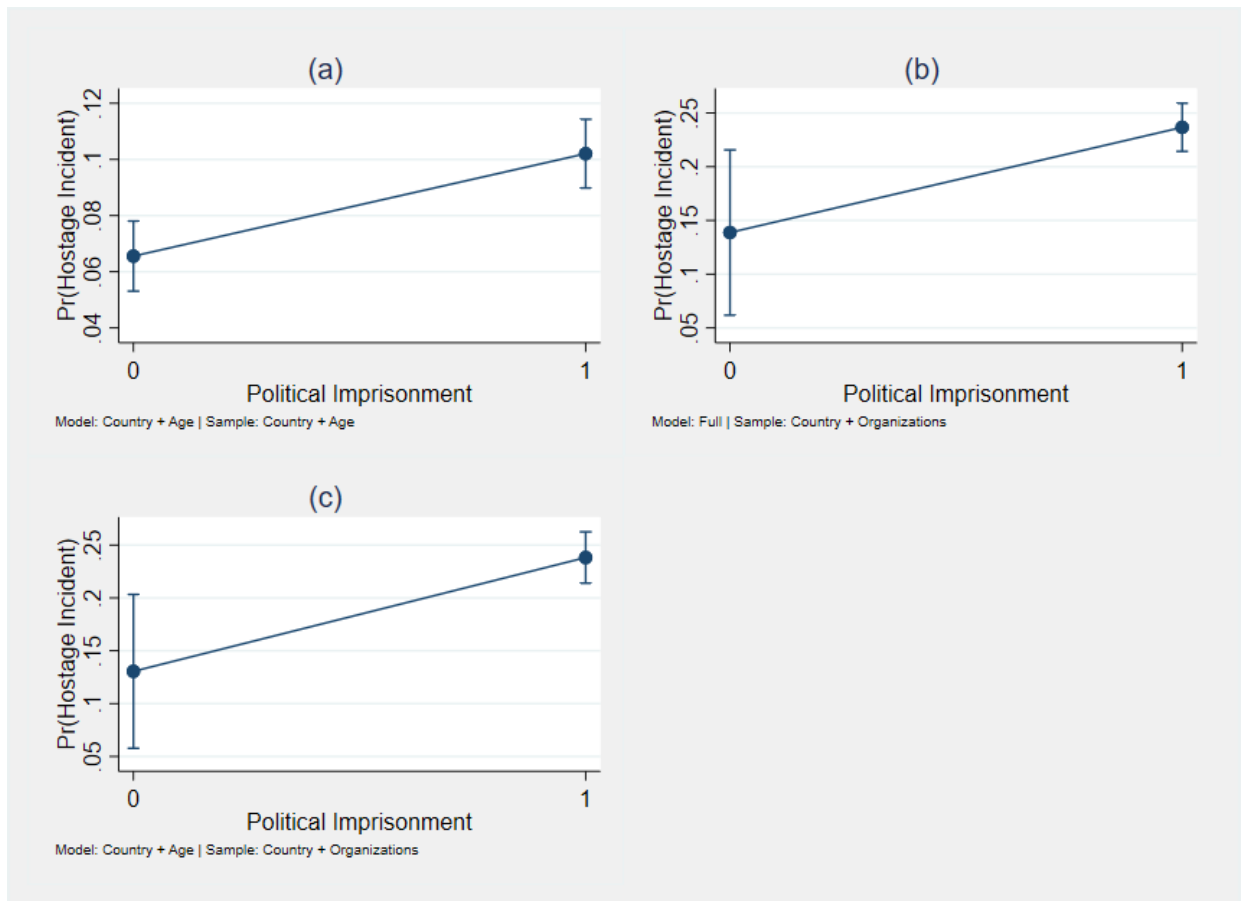 (a)
Pr(Hostage Incident)
.04 .06 .08 .1 .12
0 1
Political Imprisonment
Model: Country + Age | Sample: Country + Age
(b)
Pr(Hostage Incident)
.05 .1 .15 .2 .25
0 1
Political Imprisonment
Model: Full | Sample: Country + Organizations
(c)
Pr(Hostage Incident)
.05 .1 .15 .2 .25
0 1
Political Imprisonment
Model: Country + Age | Sample: Country + Organizations